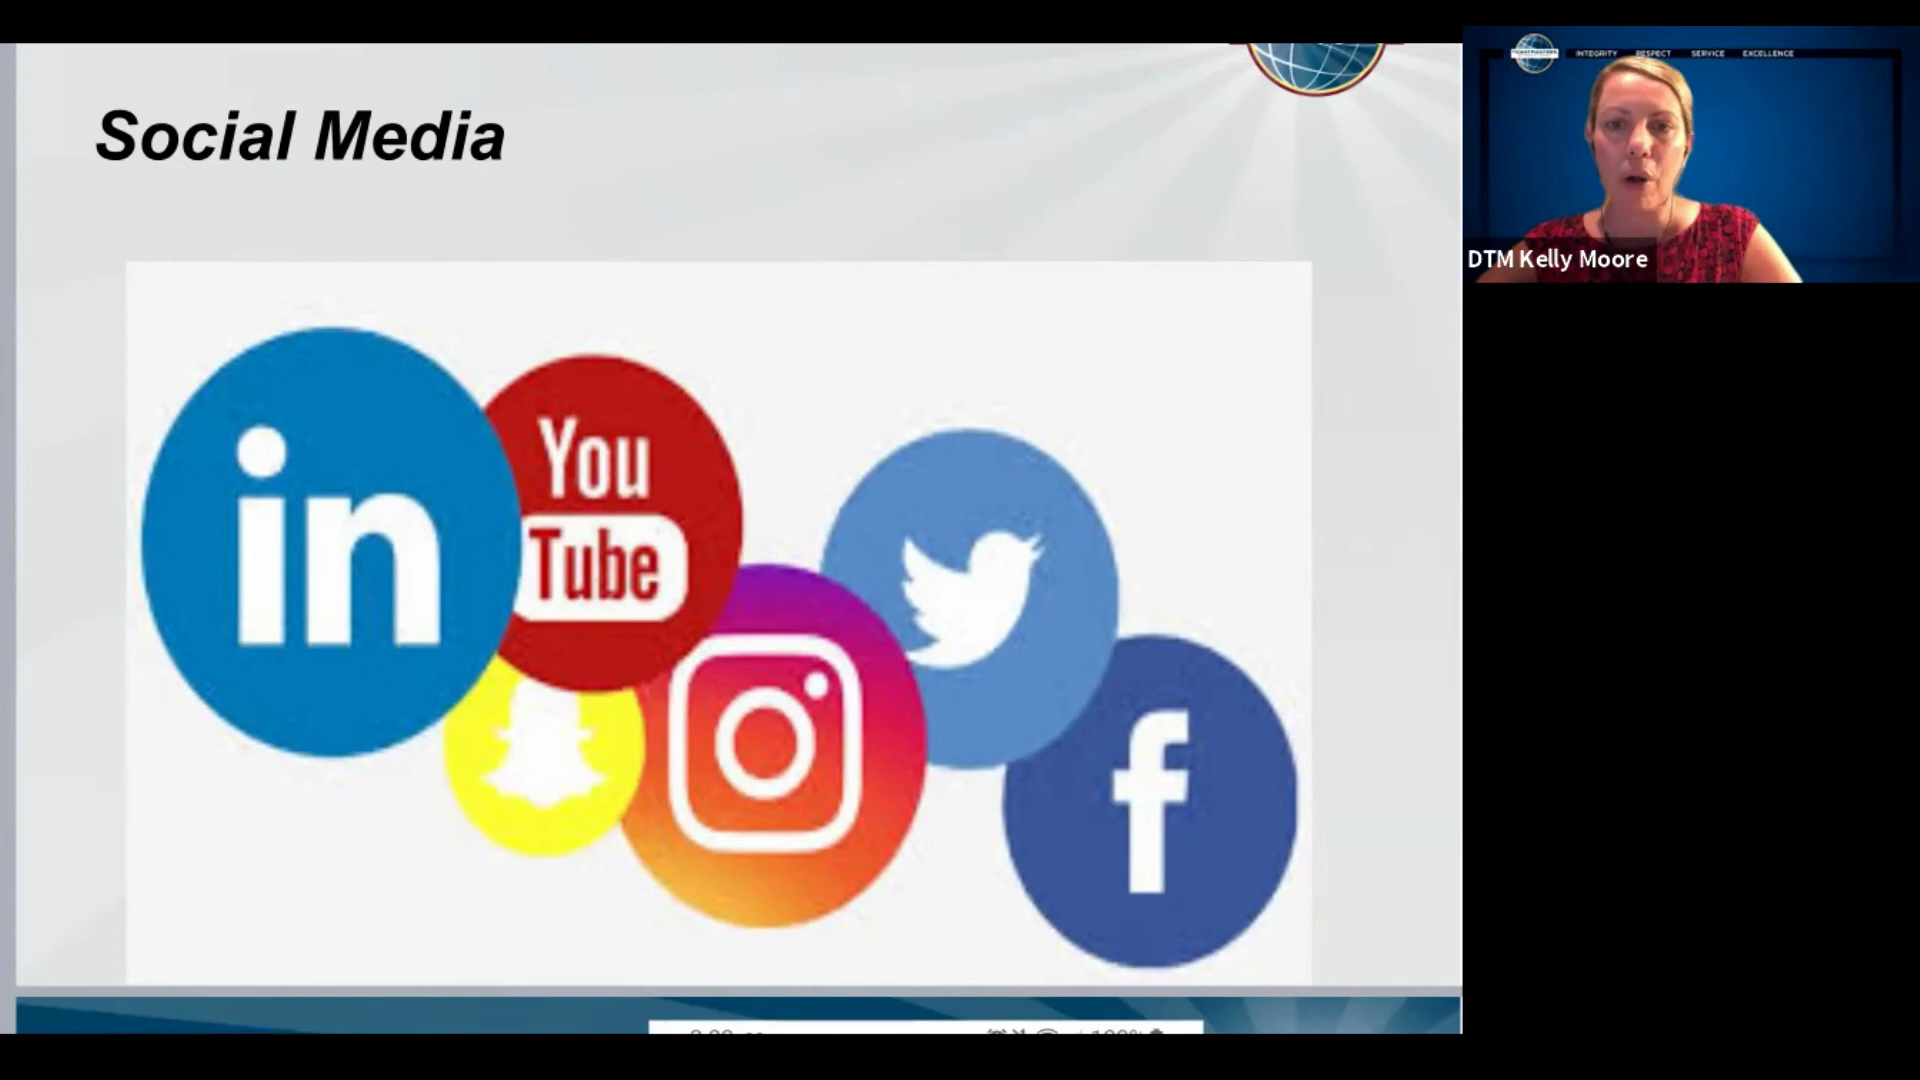 Social Media
in
You
Tube
f
INTEGRITY RESPECT SERVICE EXCELLENCE
DTM Kelly Moore